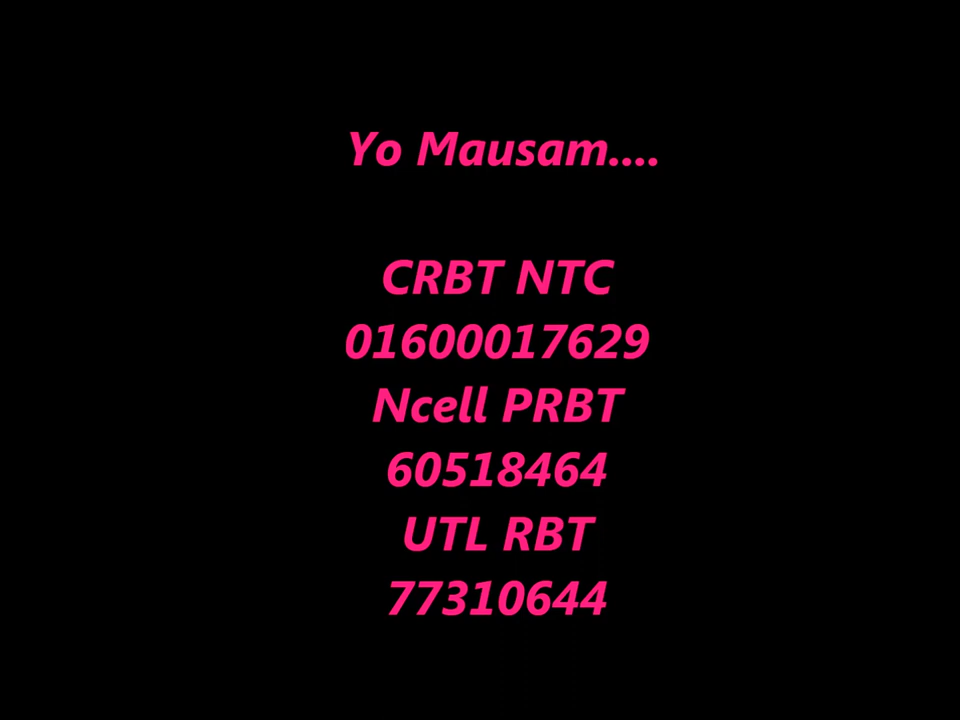 Yo Mausam....
CRBT NTC
01600017629
Ncell PRBT
60518464
UTL RBT
77310644